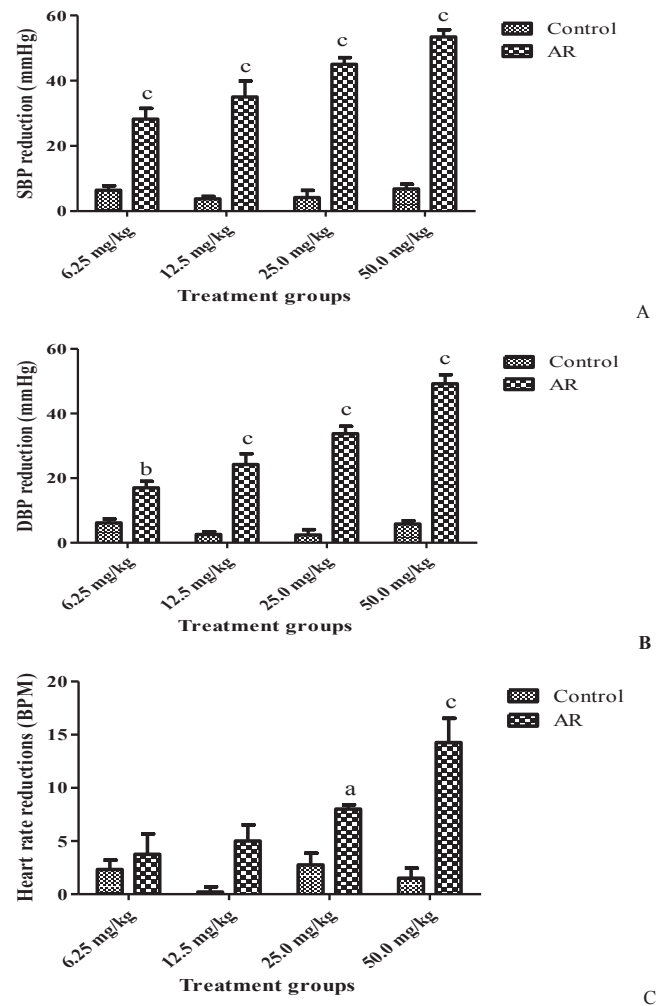 60
40
20
0
SBP reduction (mmHg)
c
c
c
c
Control
AR
6.25 mg/kg
12.5 mg/kg
25.0 mg/kg
50.0 mg/kg
Treatment groups
A
60
40
20
0
DBP reduction (mmHg)
b
c
c
c
Control
AR
6.25 mg/kg
12.5 mg/kg
25.0 mg/kg
50.0 mg/kg
Treatment groups
B
20
15
10
5
0
Heart rate reductions (BPM)
a
c
Control
AR
6.25 mg/kg
12.5 mg/kg
25.0 mg/kg
50.0 mg/kg
Treatment groups
C